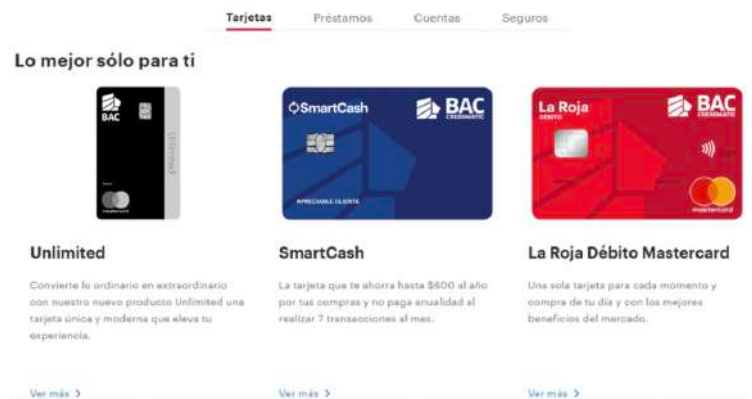 Tarjetas Préstamos Cuentas Seguros
Lo mejor sólo para ti
BAC
Unlimited
mastercard
SmartCash
BAC
CREDOMATIC
APRECIABLE CLIENTE
La Roja
DÉBITO
BAC
CREDOMATIC
mastercard
Unlimited
Convierte lo ordinario en extraordinario
con nuestro nuevo producto Unlimited una
tarjeta única y moderna que eleva tu
experiencia.
Ver más >
SmartCash
La tarjeta que te ahorra hasta $600 al año
por tus compras y no paga anualidad al
realizar 7 transacciones al mes.
Ver más >
La Roja Débito Mastercard
Una sola tarjeta para cada momento y
compra de tu día y con los mejores
beneficios del mercado.
Ver más >